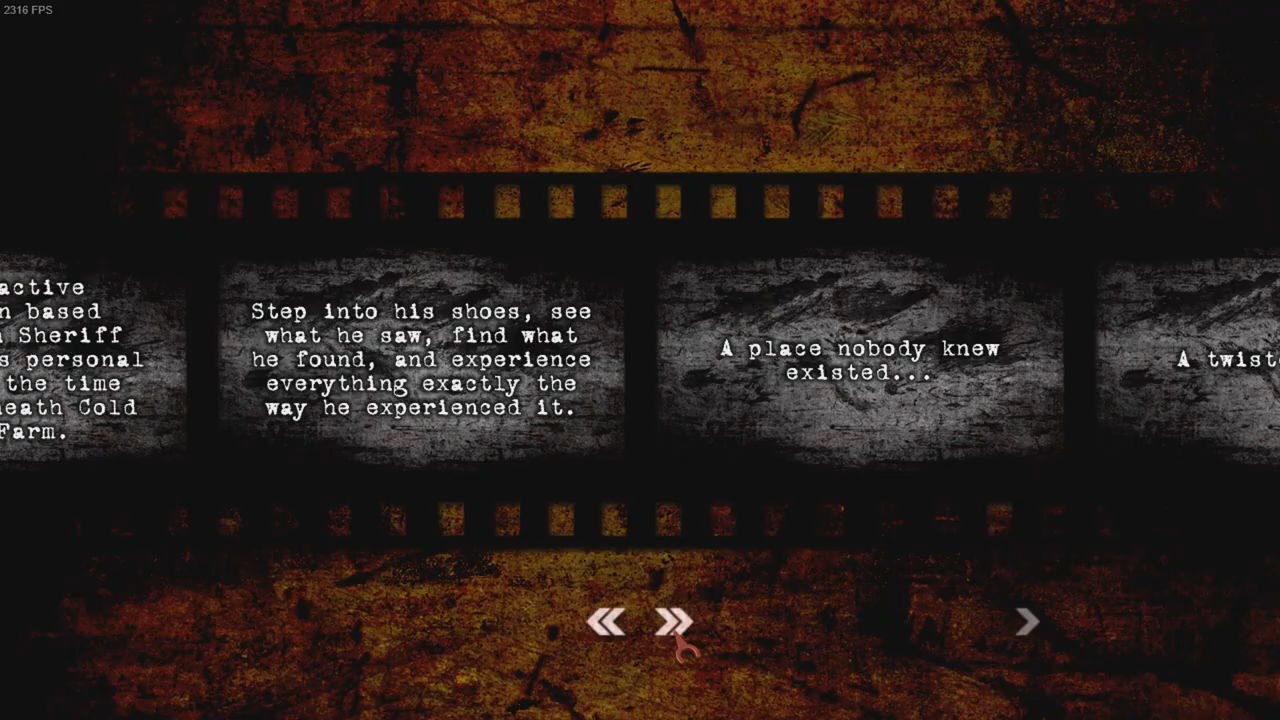 2316 FPS
active
n based
Sheriff
s personal
the time
eath Cold
Farm.
Step into his shoes, see
what he saw, find what
he found, and experience
everything exactly the
way he experienced it.
A place nobody knew
existed...
A twist